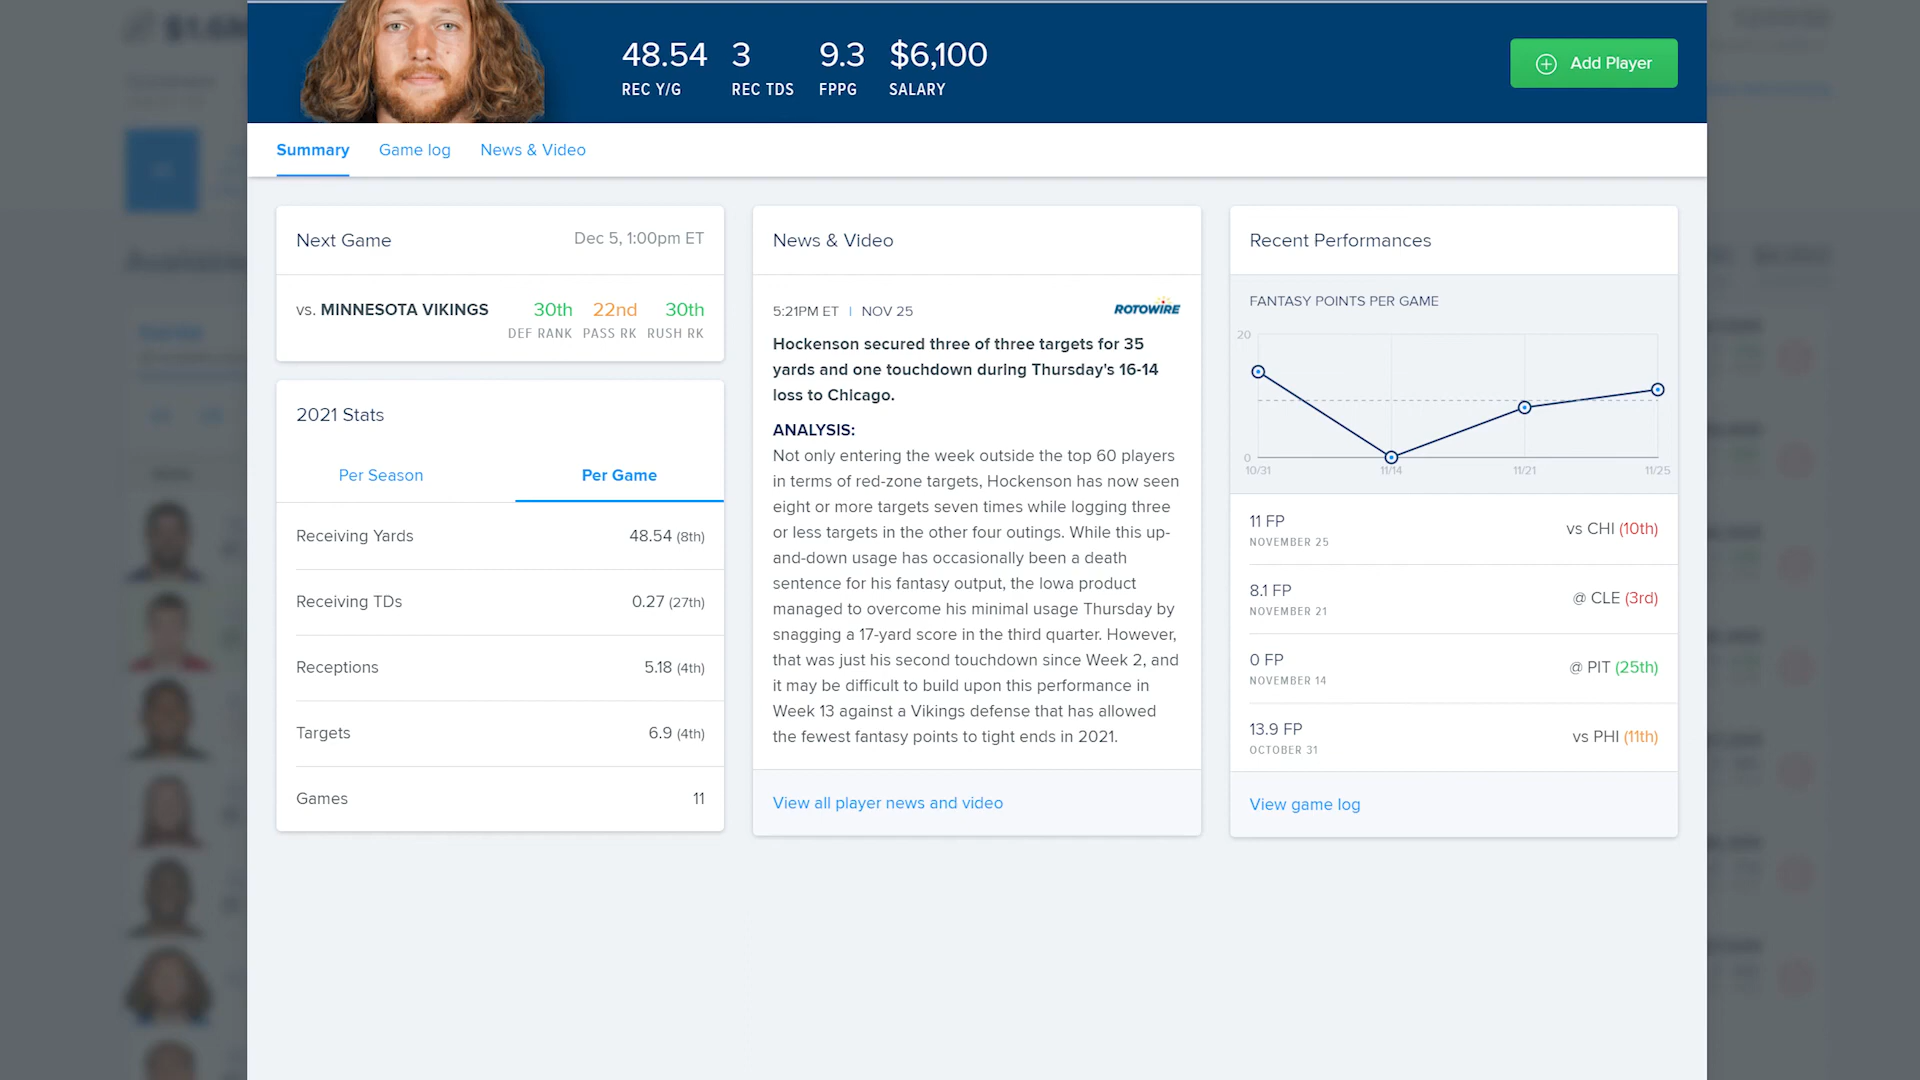 48.54 3 9.3 $6,100
REC Y/G REC TDS FPPG SALARY
Add Player
Summary Game log News & Video
Next Game Dec 5, 1:00pm ET
vs. MINNESOTA VIKINGS 30th 22nd 30th
DEF RANK PASS RK RUSH RK
2021 Stats
Per Season Per Game
Receiving Yards 48.54 (8th)
Receiving TDs 0.27 (27th)
Receptions 5.18 (4th)
Targets 6.9 (4th)
Games 11
News & Video
5:21PM ET | NOV 25 ROTOWIRE
Hockenson secured three of three targets for 35
yards and one touchdown during Thursday's 16-14
loss to Chicago.
ANALYSIS:
Not only entering the week outside the top 60 players
in terms of red-zone targets, Hockenson has now seen
eight or more targets seven times while logging three
or less targets in the other four outings. While this up-
and-down usage has occasionally been a death
sentence for his fantasy output, the Iowa product
managed to overcome his minimal usage Thursday by
snagging a 17-yard score in the third quarter. However,
that was just his second touchdown since Week 2, and
it may be difficult to build upon this performance in
Week 13 against a Vikings defense that has allowed
the fewest fantasy points to tight ends in 2021.
View all player news and video
Recent Performances
FANTASY POINTS PER GAME
20
0
10/31 11/14 11/21 11/25
11 FP vs CHI (10th)
NOVEMBER 25
8.1 FP @ CLE (3rd)
NOVEMBER 21
0 FP @ PIT (25th)
NOVEMBER 14
13.9 FP vs PHI (11th)
OCTOBER 31
View game log